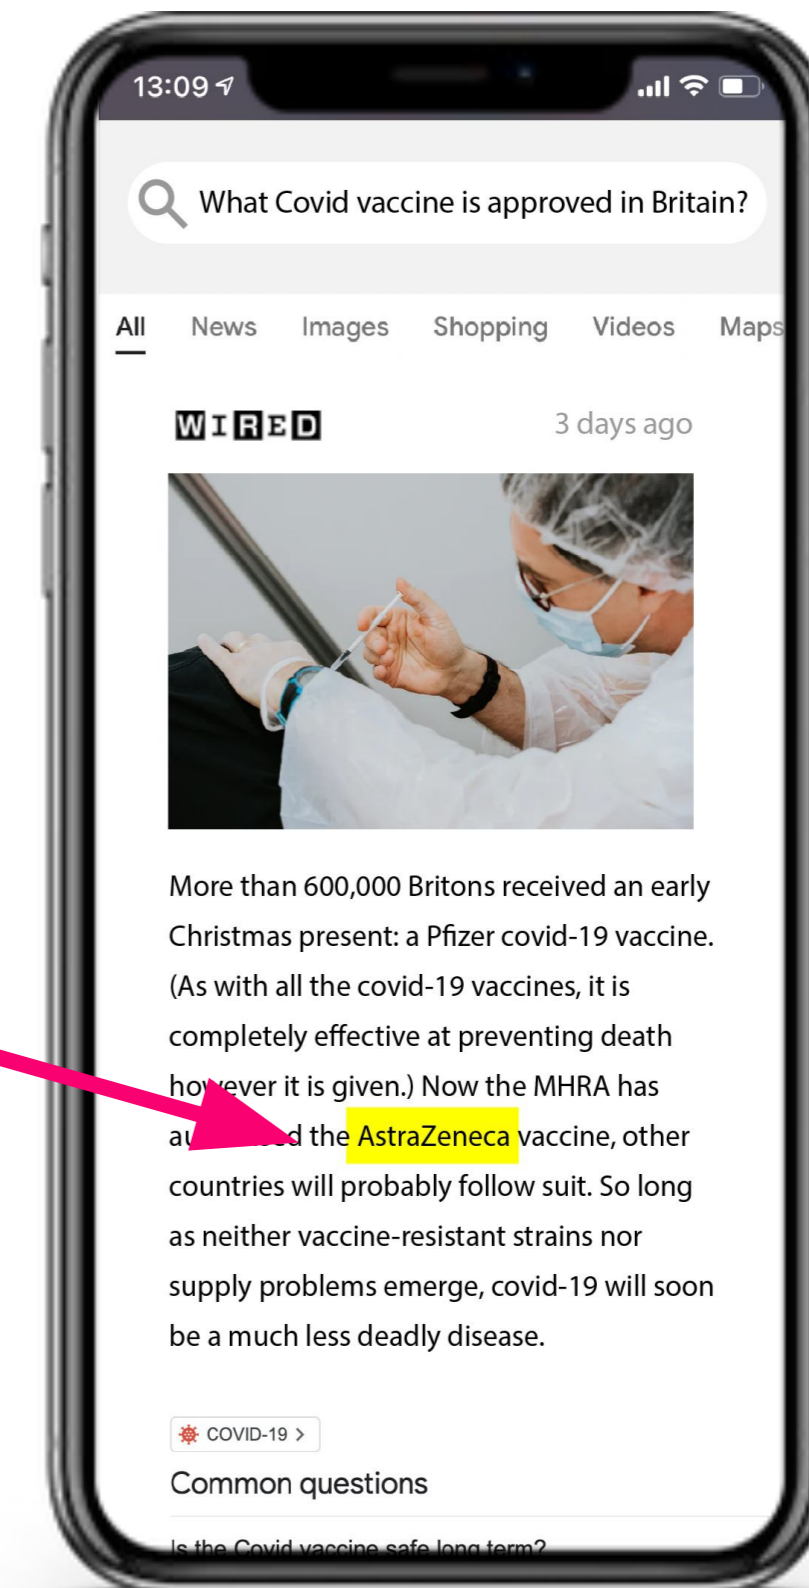 13:09
What Covid vaccine is approved in Britain?
All News Images Shopping Videos Maps
WIRED 3 days ago
More than 600,000 Britons received an early
Christmas present: a Pfizer covid-19 vaccine.
(As with all the covid-19 vaccines, it is
completely effective at preventing death
however it is given.) Now the MHRA has
the AstraZeneca vaccine, other
countries will probably follow suit. So long
as neither vaccine-resistant strains nor
supply problems emerge, covid-19 will soon
be a much less deadly disease.
COVID-19 >
Common questions
Is the Covid vaccine safe long term?